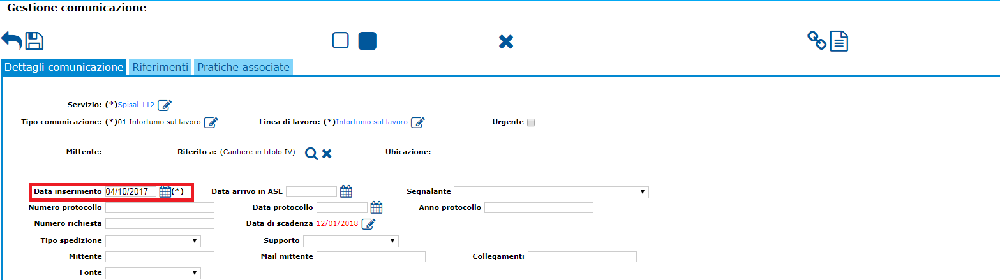 Gestione comunicazione
Dettagli comunicazione Riferimenti Pratiche associate
Servizio: (*)Spisal 112
Tipo comunicazione: (*)01 Infortunio sul lavoro Linea di lavoro: (*)Infortunio sul lavoro Urgente
Mittente: Riferito a: (Cantiere in titolo IV) Ubicazione:
Data inserimento 04/10/2017 (*) Data arrivo in ASL Segnalante -
Numero protocollo Data protocollo Anno protocollo
Numero richiesta Data di scadenza 12/01/2018
Tipo spedizione - Supporto -
Mittente Mail mittente Collegamenti
Fonte -